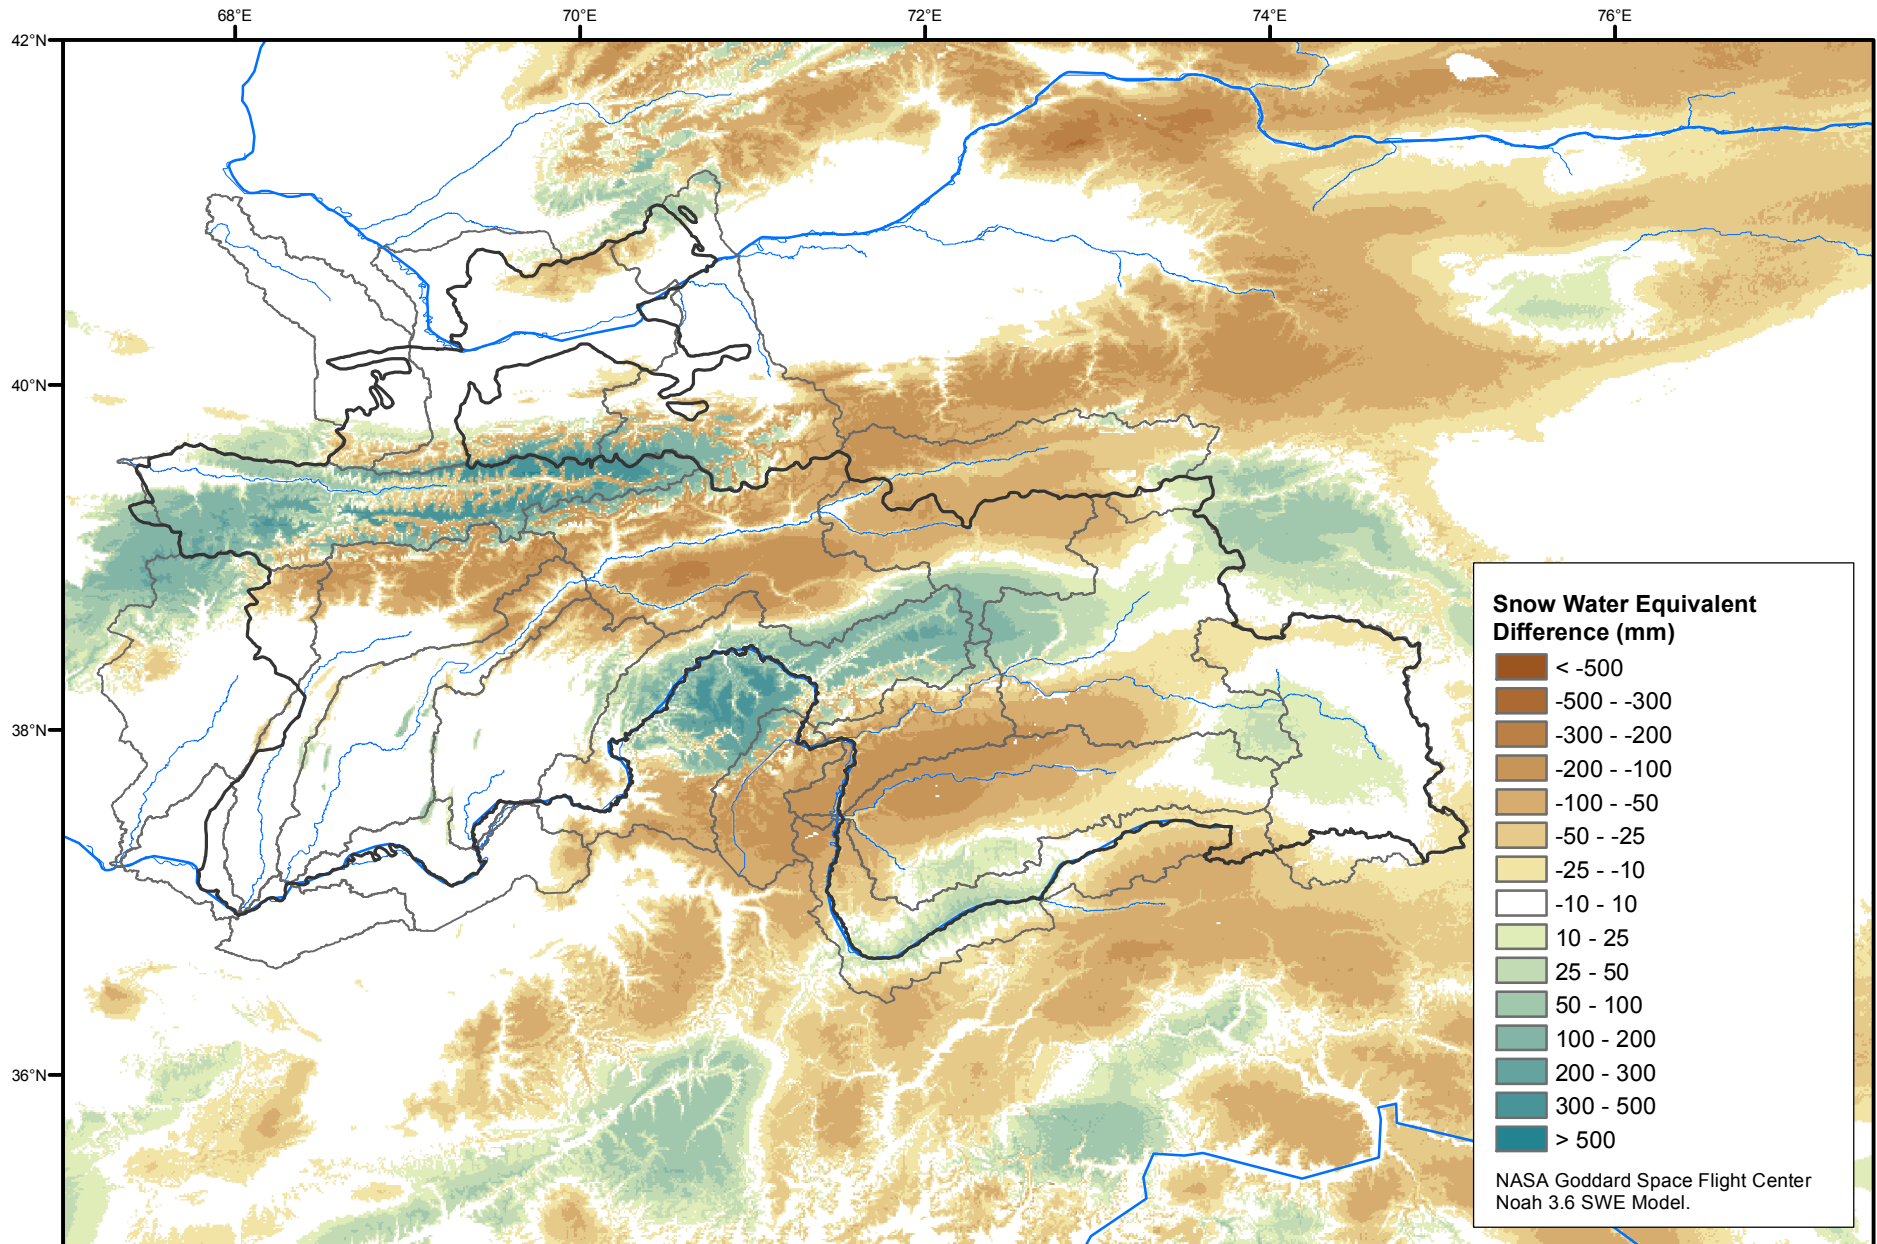 68°E
70°E
72°E
74°E
76°E
42°N
40°N
38°N
36°N
Snow Water Equivalent
Difference (mm)
< -500
-500 - -300
-300 - -200
-200 - -100
-100 - -50
-50 - -25
-25 - -10
-10 - 10
10 - 25
25 - 50
50 - 100
100 - 200
200 - 300
300 - 500
> 500
NASA Goddard Space Flight Center
Noah 3.6 SWE Model.